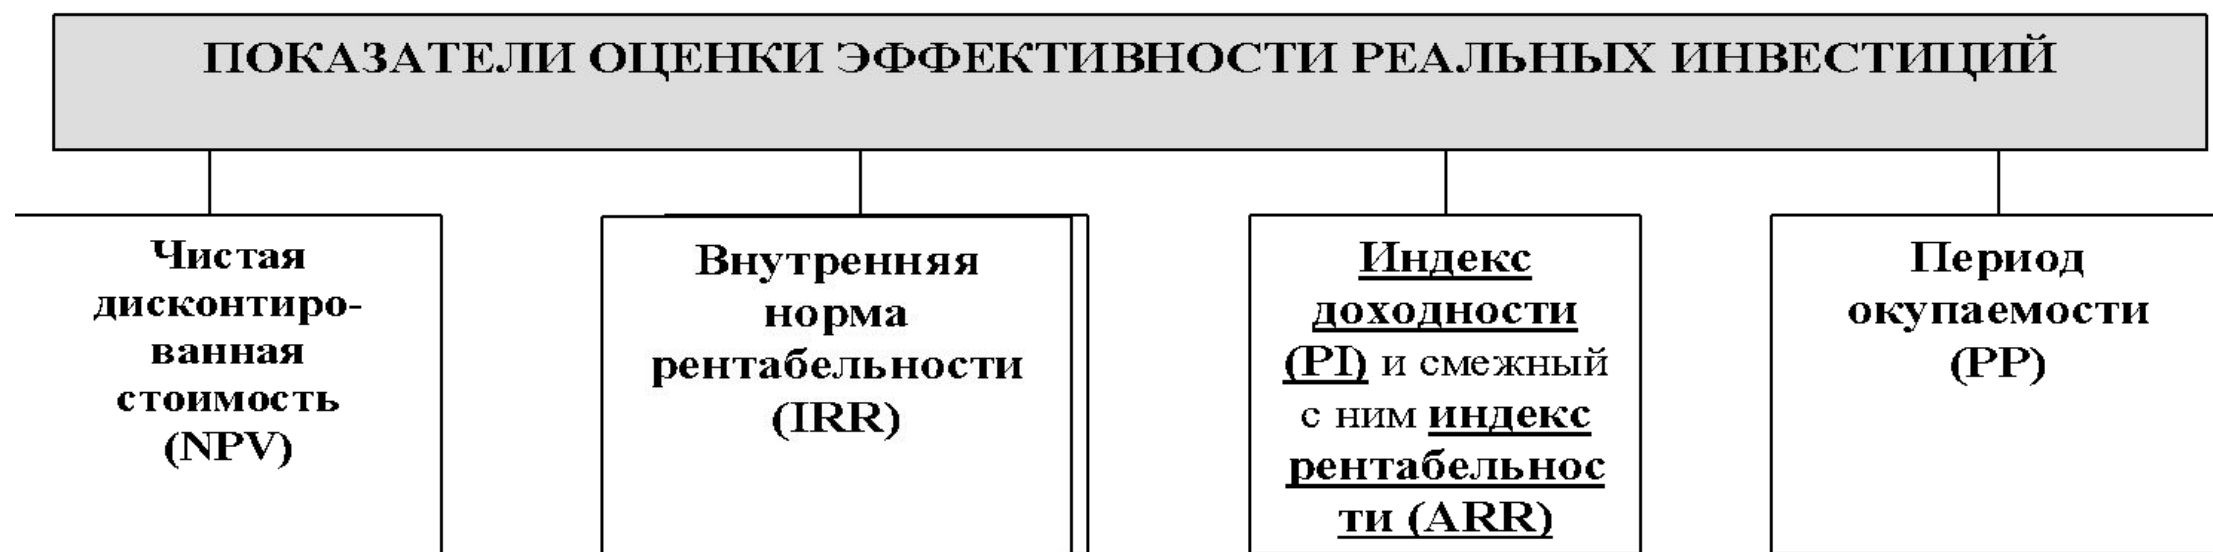 ПОКАЗАТЕЛИ ОЦЕНКИ ЭФФЕКТИВНОСТИ РЕАЛЬНЫХ ИНВЕСТИЦИЙ
Чистая
дисконтиро-
ванная
стоимость
(NPV)
Внутренняя
норма
рентабельности
(IRR)
Индекс
доходности
(PI) и смежный
с ним индекс
рентабельнос
ти (ARR)
Период
окупаемости
(PP)